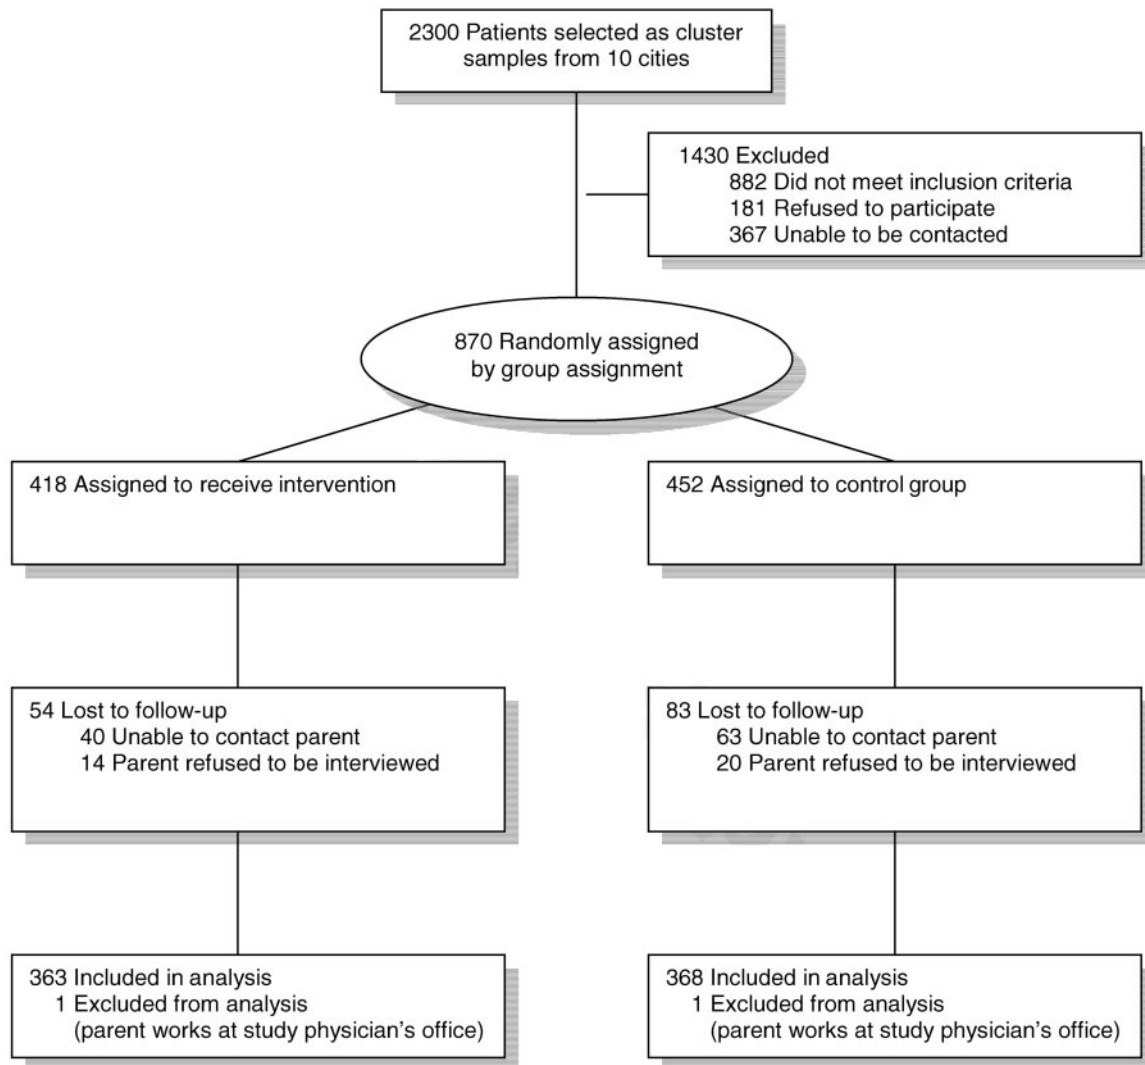 2300 Patients selected as cluster
samples from 10 cities
1430 Excluded
882 Did not meet inclusion criteria
181 Refused to participate
367 Unable to be contacted
870 Randomly assigned
by group assignment
418 Assigned to receive intervention
452 Assigned to control group
54 Lost to follow-up
40 Unable to contact parent
14 Parent refused to be interviewed
83 Lost to follow-up
63 Unable to contact parent
20 Parent refused to be interviewed
363 Included in analysis
1 Excluded from analysis
(parent works at study physician's office)
368 Included in analysis
1 Excluded from analysis
(parent works at study physician's office)